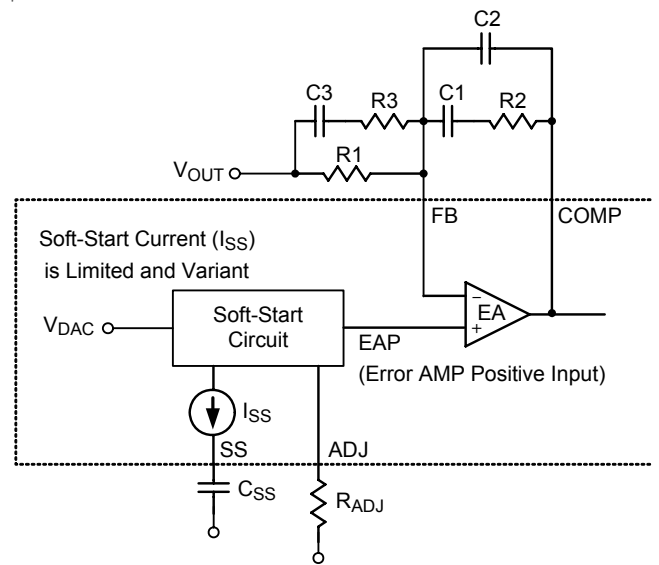 C2
C3
R3
C1
R2
R1
VOUT
FB
COMP
Soft-Start Current (ISS)
is Limited and Variant
VDAC
Soft-Start
Circuit
EAP
−
EA
+
(Error AMP Positive Input)
ISS
SS
ADJ
CSS
RADJ